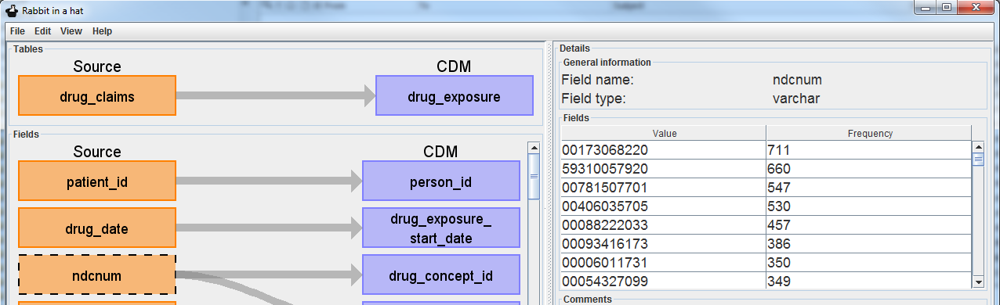 Rabbit in a hat
File Edit View Help
Tables
Source CDM
drug_claims drug_exposure
Fields
Source CDM
patient_id person_id
drug_date drug_exposure_
start_date
ndcnum drug_concept_id
Details
General information
Field name: ndcnum
Field type: varchar
Fields
Value Frequency
00173068220 711
59310057920 660
00781507701 547
00406035705 530
00088222033 457
00093416173 386
00006011731 350
00054327099 349
Comments